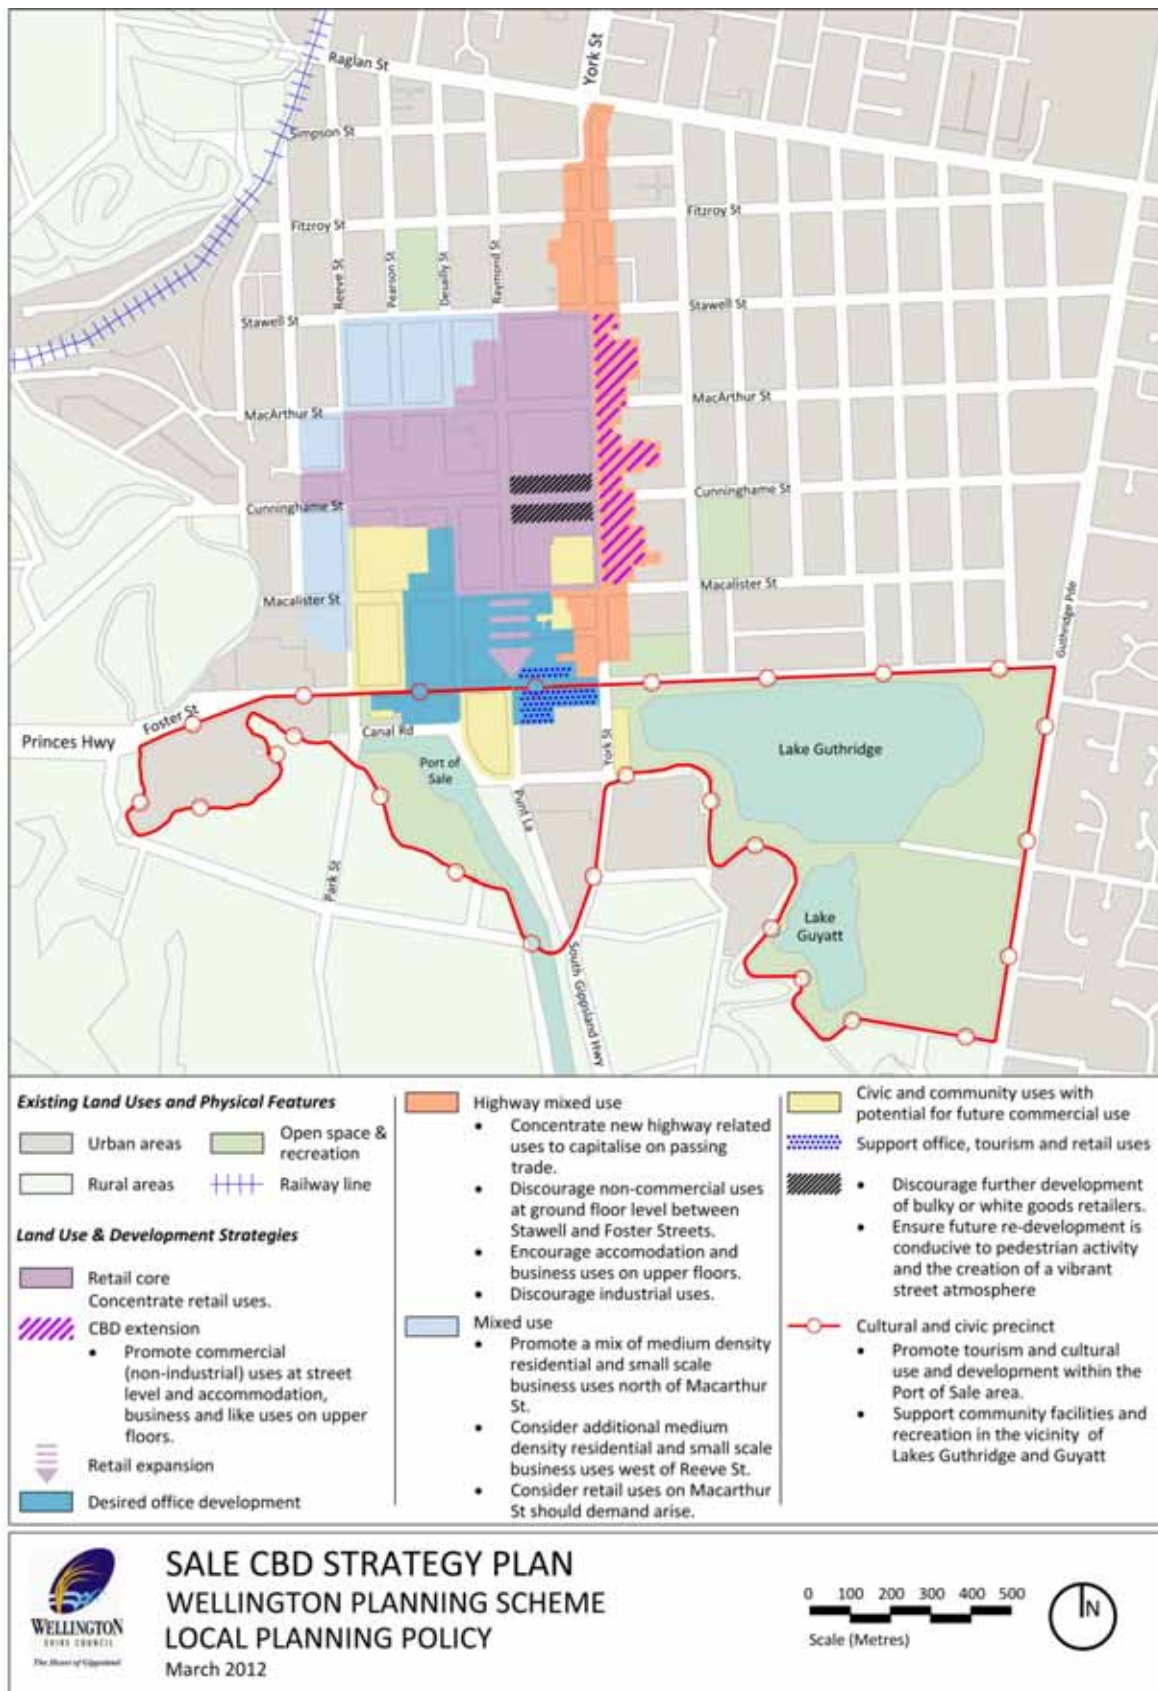 York St
Raglan St
Simpson St
Fitzroy St
Fitzroy St
Reeve St
Pearson St
Desailly St
Raymond St
Stawell St
Stawell St
MacArthur St
MacArthur St
Cunninghame St
Cunninghame St
Macalister St
Macalister St
Guthridge Pde
Foster St
Princes Hwy
Canal Rd
Port of
Sale
York St
Lake Guthridge
Punt La
Park St
Lake
Guyatt
South Gippsland Hwy
Existing Land Uses and Physical Features
Urban areas
Open space &
recreation
Rural areas
Railway line
Land Use & Development Strategies
Retail core
Concentrate retail uses.
CBD extension
• Promote commercial
(non-industrial) uses at street
level and accommodation,
business and like uses on upper
floors.
Retail expansion
Desired office development
Highway mixed use
• Concentrate new highway related
uses to capitalise on passing
trade.
• Discourage non-commercial uses
at ground floor level between
Stawell and Foster Streets.
• Encourage accomodation and
business uses on upper floors.
• Discourage industrial uses.
Mixed use
• Promote a mix of medium density
residential and small scale
business uses north of Macarthur
St.
• Consider additional medium
density residential and small scale
business uses west of Reeve St.
• Consider retail uses on Macarthur
St should demand arise.
Civic and community uses with
potential for future commercial use
Support office, tourism and retail uses
• Discourage further development
of bulky or white goods retailers.
• Ensure future re-development is
conducive to pedestrian activity
and the creation of a vibrant
street atmosphere
Cultural and civic precinct
• Promote tourism and cultural
use and development within the
Port of Sale area.
• Support community facilities and
recreation in the vicinity of
Lakes Guthridge and Guyatt
WELLINGTON
SHIRE COUNCIL
The Heart of Gippsland
SALE CBD STRATEGY PLAN
WELLINGTON PLANNING SCHEME
LOCAL PLANNING POLICY
March 2012
0 100 200 300 400 500
Scale (Metres)
N